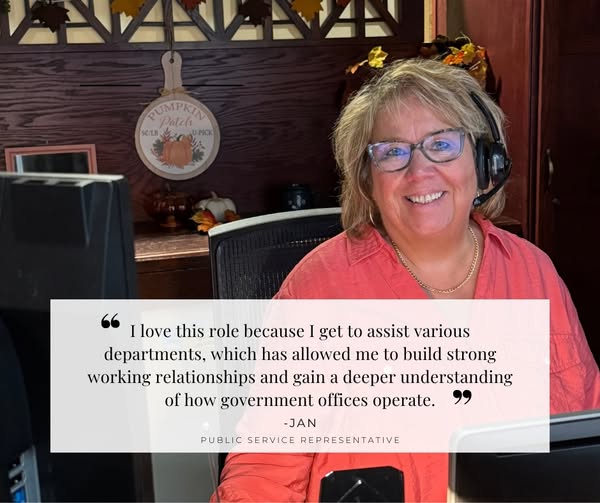 PUMPKIN
Patch
U-PICK
❝ I love this role because I get to assist various
departments, which has allowed me to build strong
working relationships and gain a deeper understanding
of how government offices operate. ❞
-JAN
PUBLIC SERVICE REPRESENTATIVE